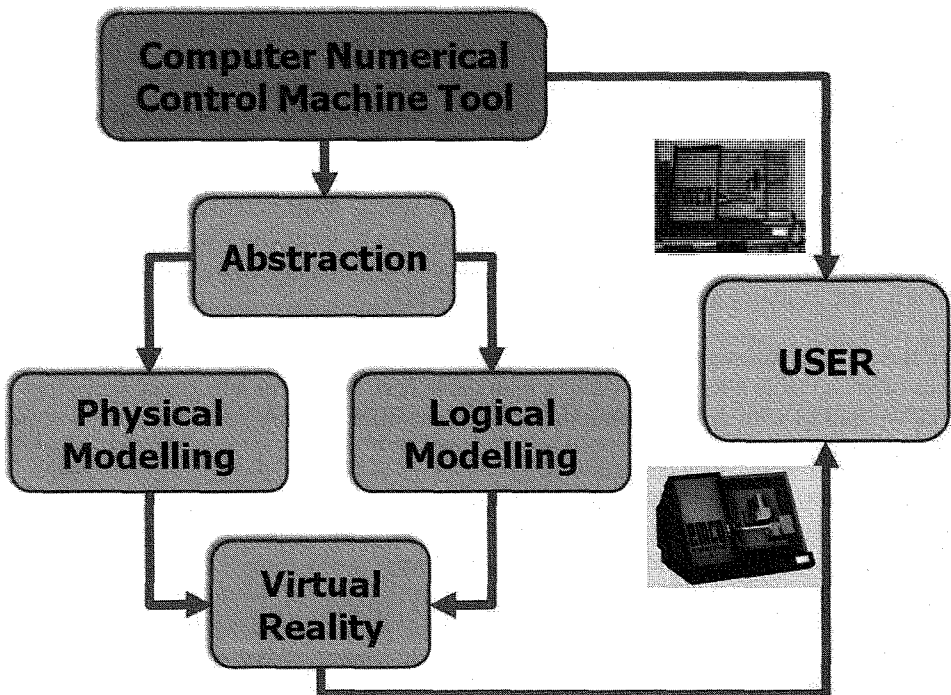 Computer Numerical
Control Machine Tool
Abstraction
USER
Physical
Modelling
Logical
Modelling
Virtual
Reality